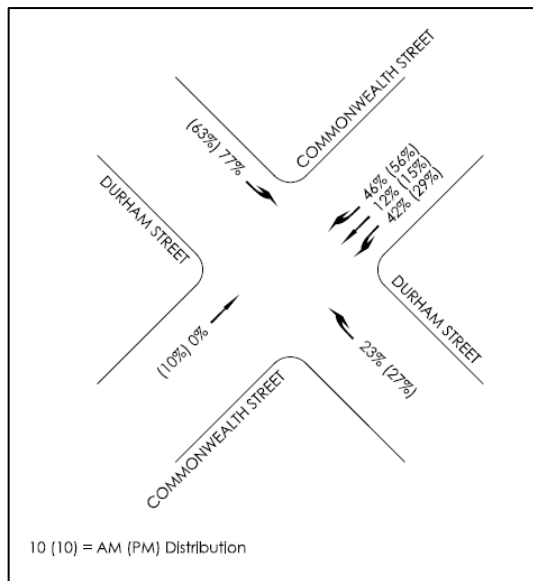 COMMONWEALTH STREET
(63%) 77%
46% (56%)
12% (15%)
42% (29%)
DURHAM STREET
DURHAM STREET
(10%) 0%
23% (27%)
COMMONWEALTH STREET
10 (10) = AM (PM) Distribution